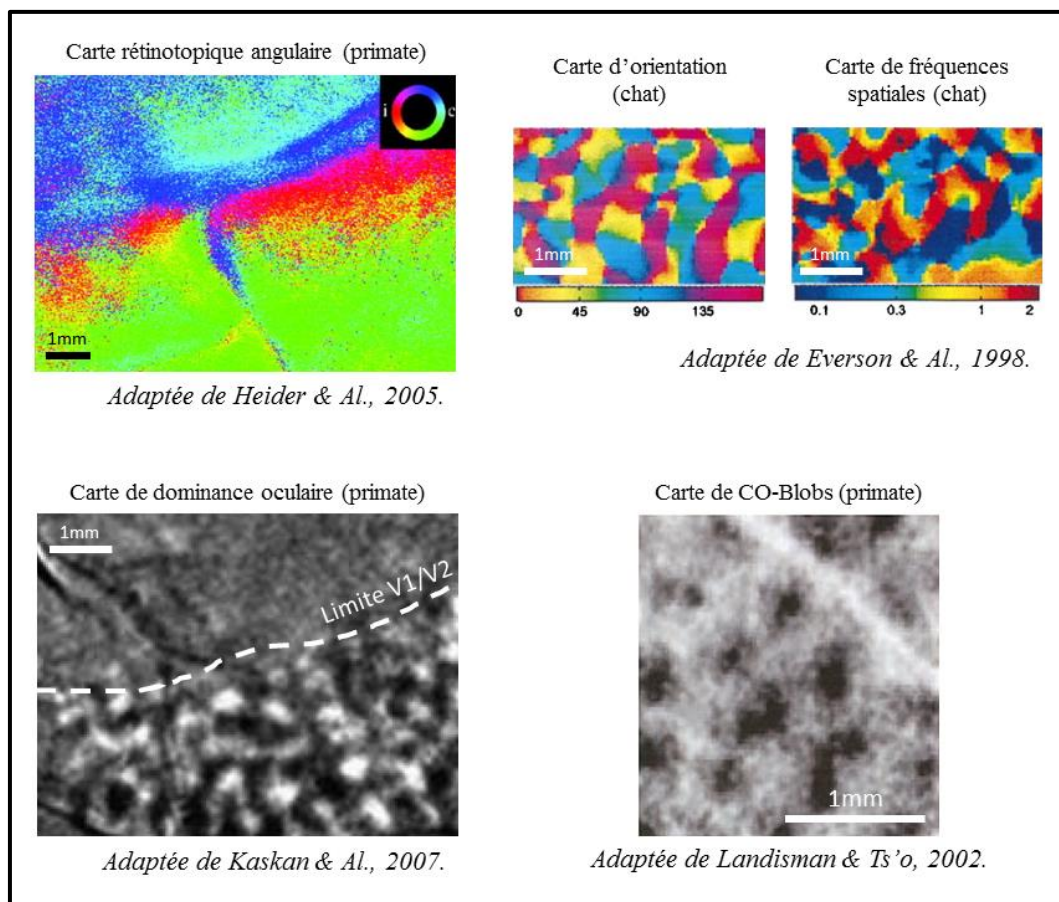 Carte rétinotopique angulaire (primate)
i
c
1mm
Adaptée de Heider & Al., 2005.
Carte d'orientation
(chat)
1mm
0 45 90 135
Carte de fréquences
spatiales (chat)
1mm
0.1 0.3 1 2
Adaptée de Everson & Al., 1998.
Carte de dominance oculaire (primate)
1mm
Limite V1/V2
Adaptée de Kaskan & Al., 2007.
Carte de CO-Blobs (primate)
1mm
Adaptée de Landisman & Ts'o, 2002.